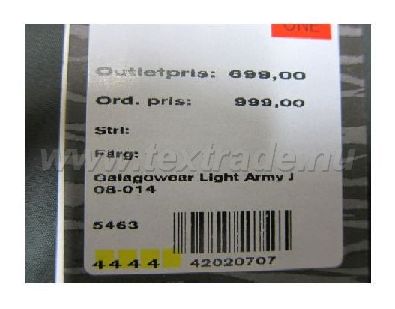 ONE
Outletpris: 699,00
Ord. pris: 999,00
Strl:
Färg:
www.textrade.nu
Galagowear Light Army J
08-014
5463
4444 42020707